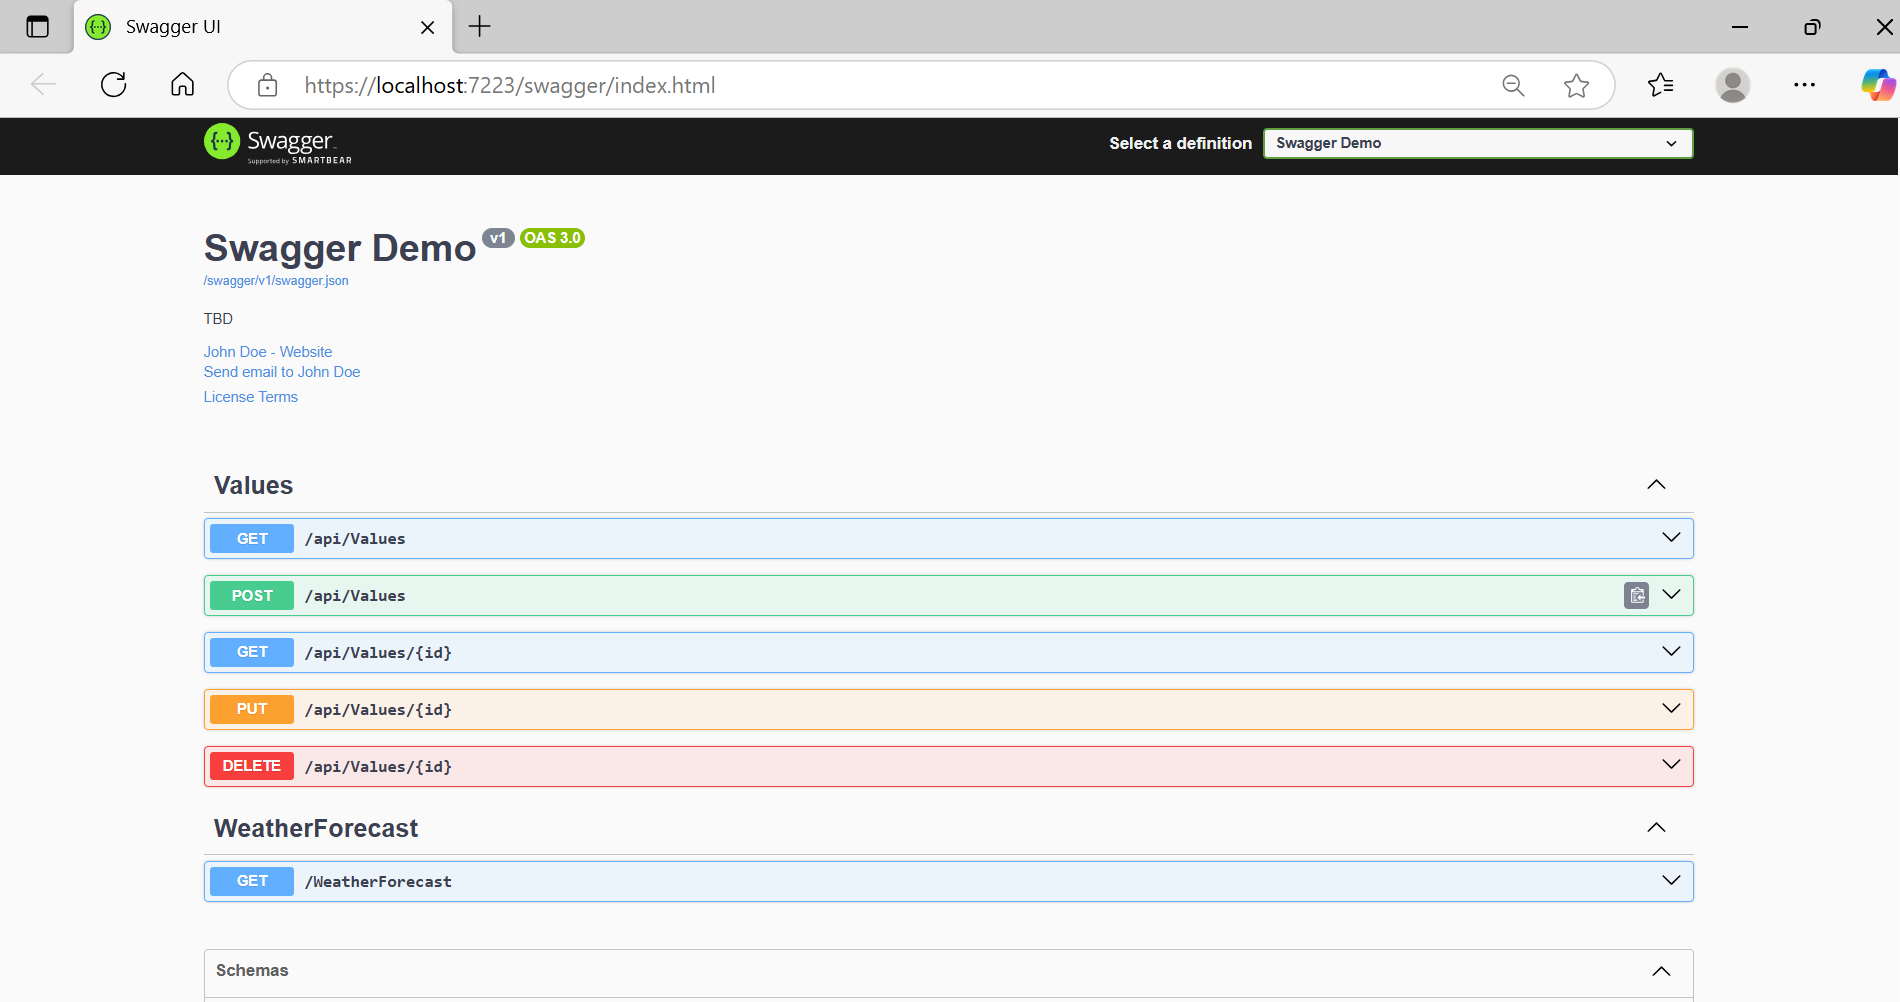 Swagger UI
https://localhost:7223/swagger/index.html
Swagger
Supported by SMARTBEAR
Select a definition
Swagger Demo
Swagger Demo v1 OAS 3.0
/swagger/v1/swagger.json
TBD
John Doe - Website
Send email to John Doe
License Terms
Values
GET /api/Values
POST /api/Values
GET /api/Values/{id}
PUT /api/Values/{id}
DELETE /api/Values/{id}
WeatherForecast
GET /WeatherForecast
Schemas